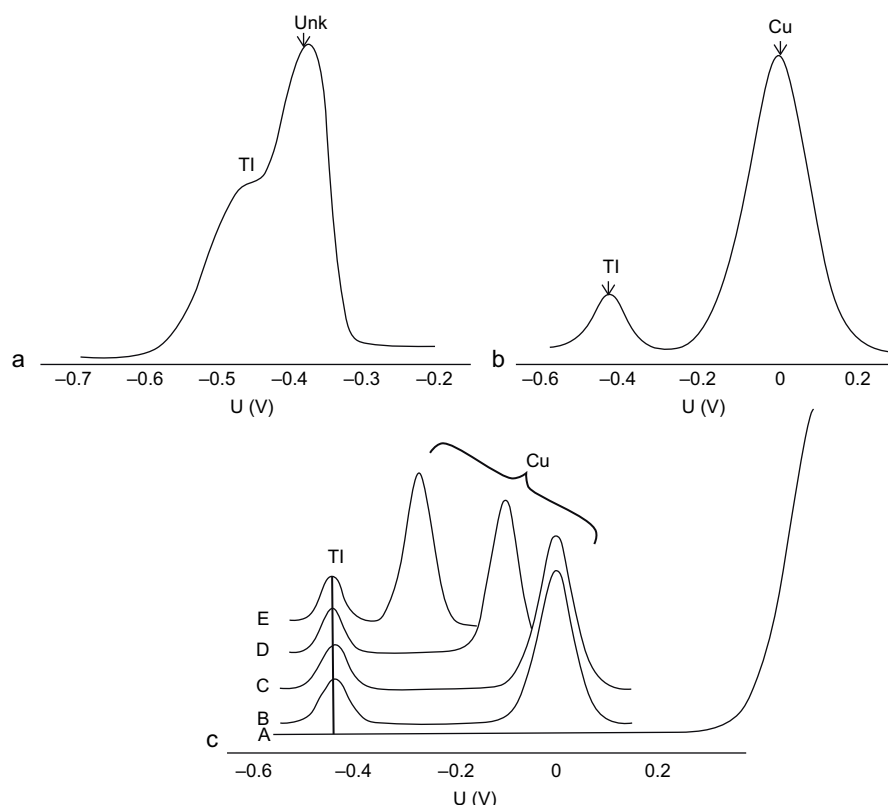 Unk
Tl
a
–0.7 –0.6 –0.5 –0.4 –0.3 –0.2
U (V)
Cu
Tl
b
–0.6 –0.4 –0.2 0 0.2
U (V)
Cu
Tl
E
D
C
B
A
c
–0.6 –0.4 –0.2 0 0.2
U (V)